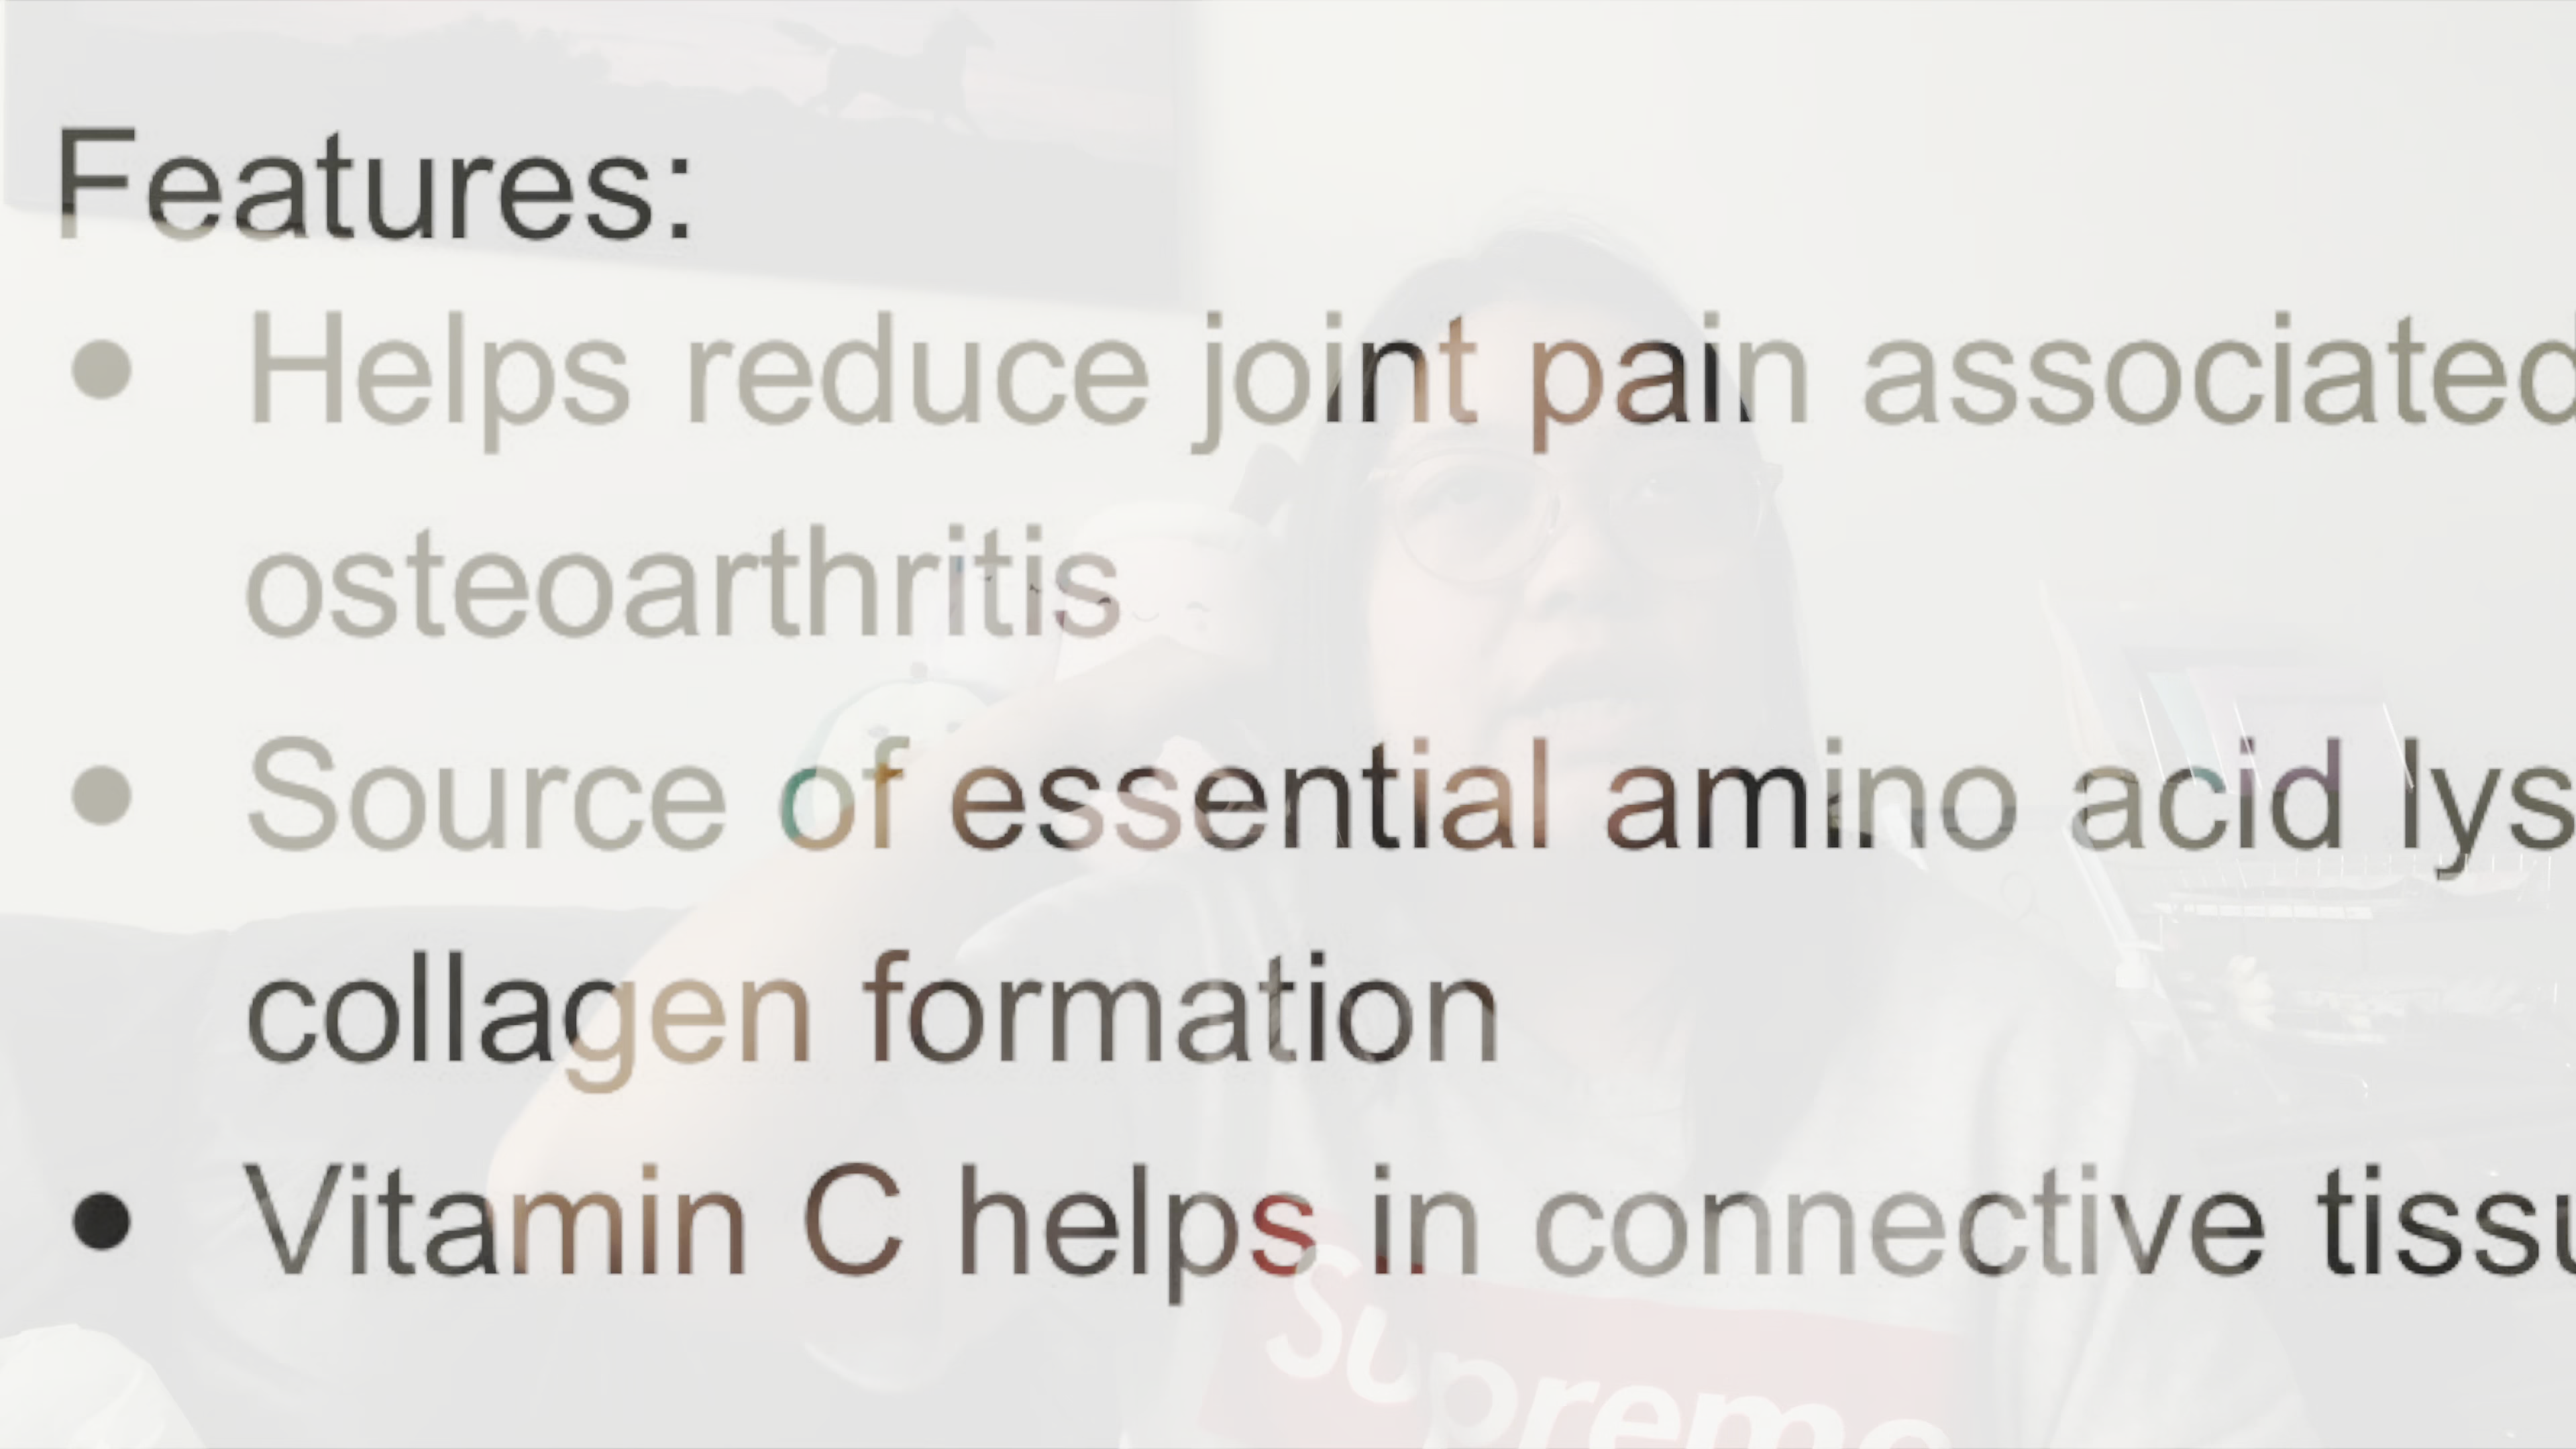 Features:
• Helps reduce joint pain associated
osteoarthritis
• Source of essential amino acid lys
collagen formation
• Vitamin C helps in connective tissu
Supreme